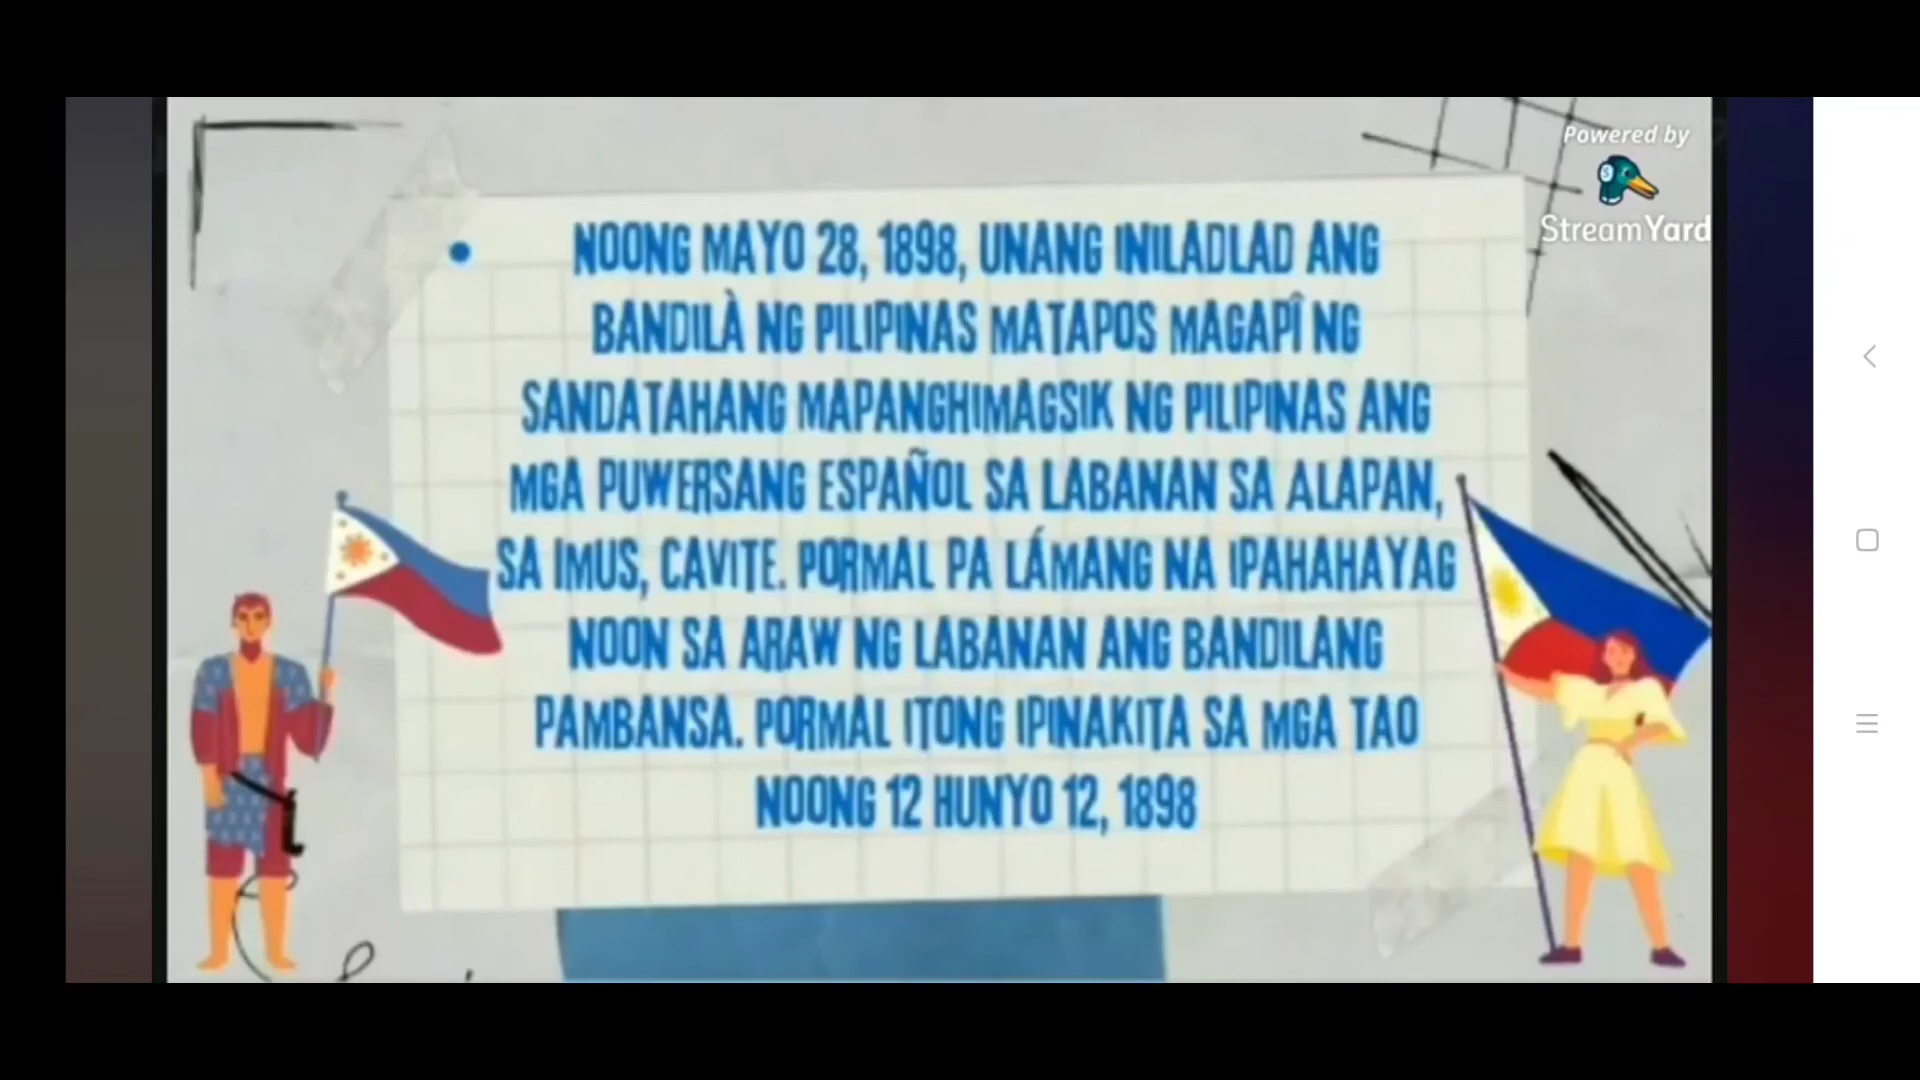 Powered by
StreamYard
NOONG MAYO 28, 1898, UNANG INILADLAD ANG
BANDILÀ NG PILIPINAS MATAPOS MAGAPÎ NG
SANDATAHANG MAPANGHIMAGSIK NG PILIPINAS ANG
MGA PUWERSANG ESPAÑOL SA LABANAN SA ALAPAN,
SA IMUS, CAVITE. PORMAL PA LÁMANG NA IPAHAHAYAG
NOON SA ARAW NG LABANAN ANG BANDILANG
PAMBANSA. PORMAL ITONG IPINAKITA SA MGA TAO
NOONG 12 HUNYO 12, 1898